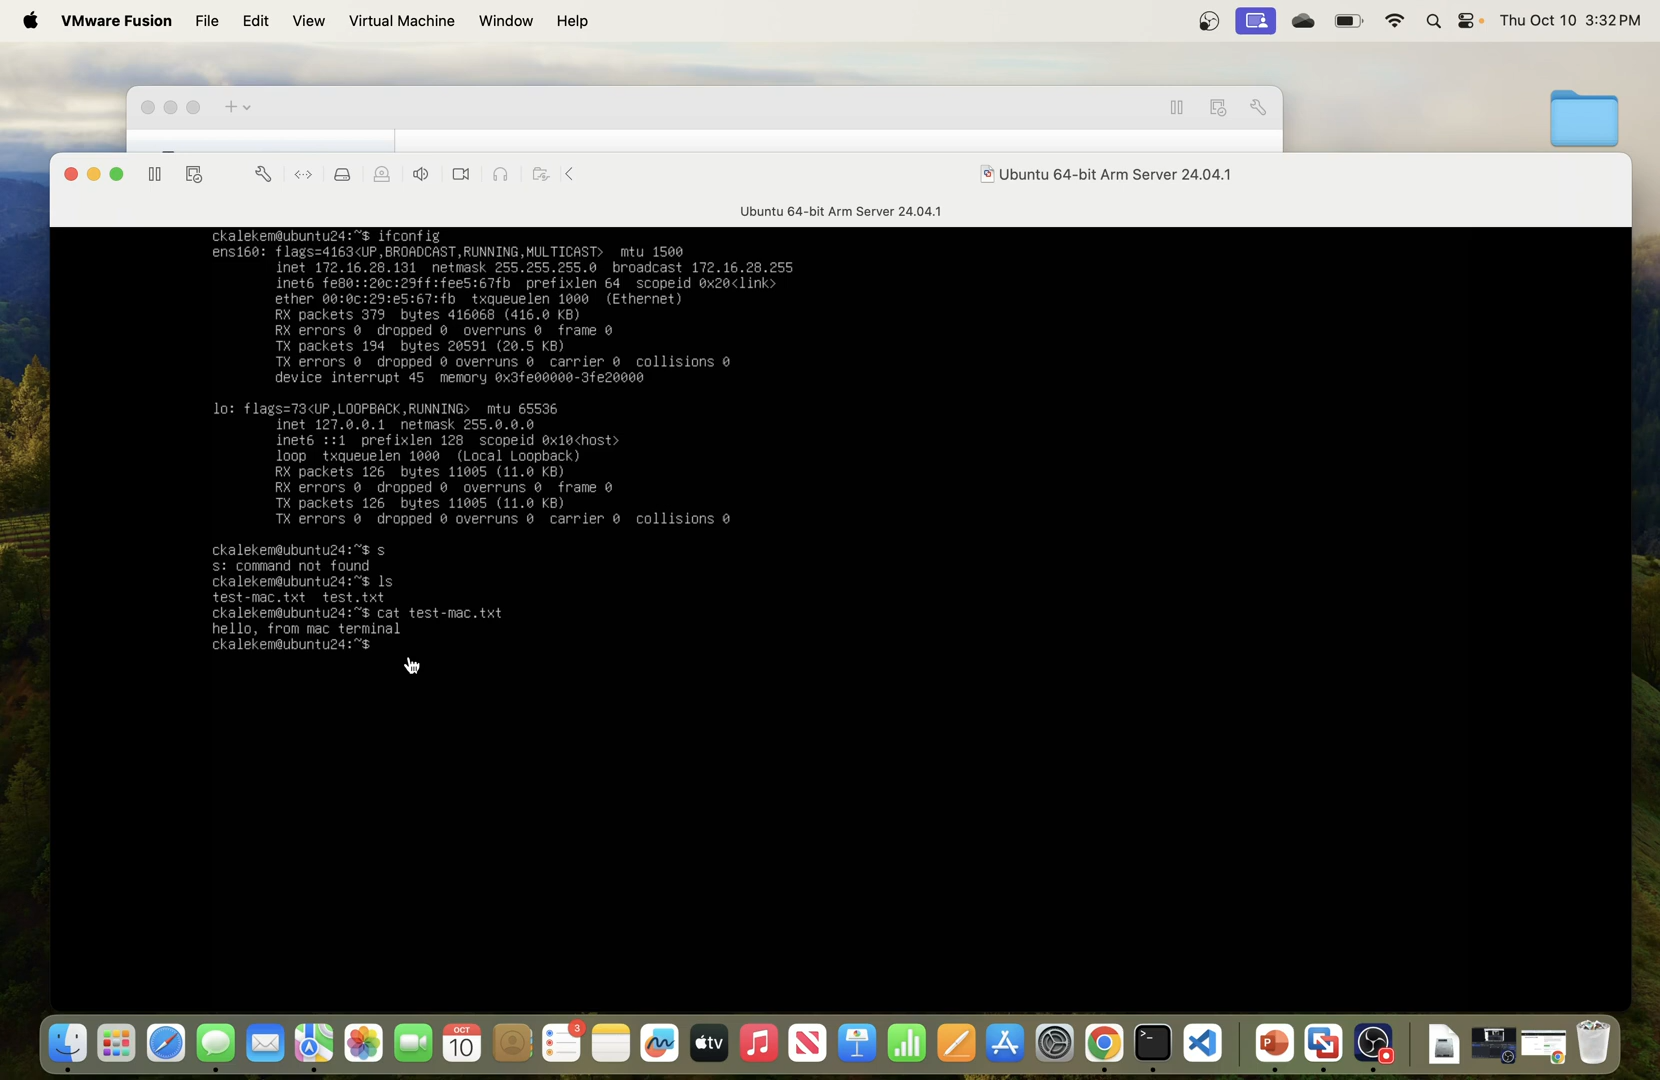 VMware Fusion File Edit View Virtual Machine Window Help Thu Oct 10 3:32 PM
Ubuntu 64-bit Arm Server 24.04.1
Ubuntu 64-bit Arm Server 24.04.1
ckalekem@ubuntu24:~$ ifconfig
ens160: flags=4163<UP,BROADCAST,RUNNING,MULTICAST> mtu 1500
inet 172.16.28.131 netmask 255.255.255.0 broadcast 172.16.28.255
inet6 fe80::20c:29ff:fee5:67fb prefixlen 64 scopeid 0x20<link>
ether 00:0c:29:e5:67:fb txqueuelen 1000 (Ethernet)
RX packets 379 bytes 416068 (416.0 KB)
RX errors 0 dropped 0 overruns 0 frame 0
TX packets 194 bytes 20591 (20.5 KB)
TX errors 0 dropped 0 overruns 0 carrier 0 collisions 0
device interrupt 45 memory 0x3fe00000-3fe20000
lo: flags=73<UP,LOOPBACK,RUNNING> mtu 65536
inet 127.0.0.1 netmask 255.0.0.0
inet6 ::1 prefixlen 128 scopeid 0x10<host>
loop txqueuelen 1000 (Local Loopback)
RX packets 126 bytes 11005 (11.0 KB)
RX errors 0 dropped 0 overruns 0 frame 0
TX packets 126 bytes 11005 (11.0 KB)
TX errors 0 dropped 0 overruns 0 carrier 0 collisions 0
ckalekem@ubuntu24:~$ s
s: command not found
ckalekem@ubuntu24:~$ ls
test-mac.txt test.txt
ckalekem@ubuntu24:~$ cat test-mac.txt
hello, from mac terminal
ckalekem@ubuntu24:~$
OCT
10
3
tv